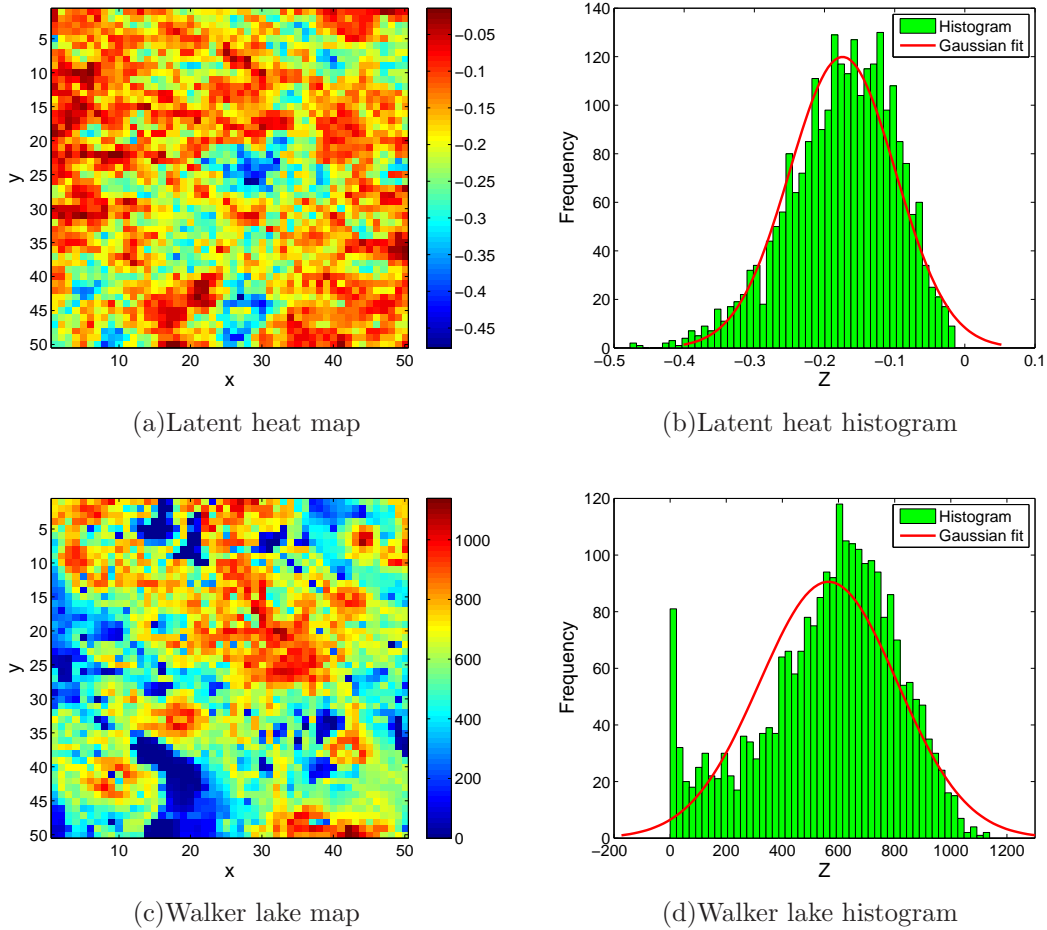 5
10
15
20
25
30
35
40
45
50
y
10 20 30 40 50
x
−0.05
−0.1
−0.15
−0.2
−0.25
−0.3
−0.35
−0.4
−0.45
(a)Latent heat map
140
120
100
80
60
40
20
0
Frequency
Histogram
Gaussian fit
−0.5 −0.4 −0.3 −0.2 −0.1 0 0.1
Z
(b)Latent heat histogram
5
10
15
20
25
30
35
40
45
50
y
10 20 30 40 50
x
1000
800
600
400
200
0
(c)Walker lake map
120
100
80
60
40
20
0
Frequency
Histogram
Gaussian fit
−200 0 200 400 600 800 1000 1200
Z
(d)Walker lake histogram